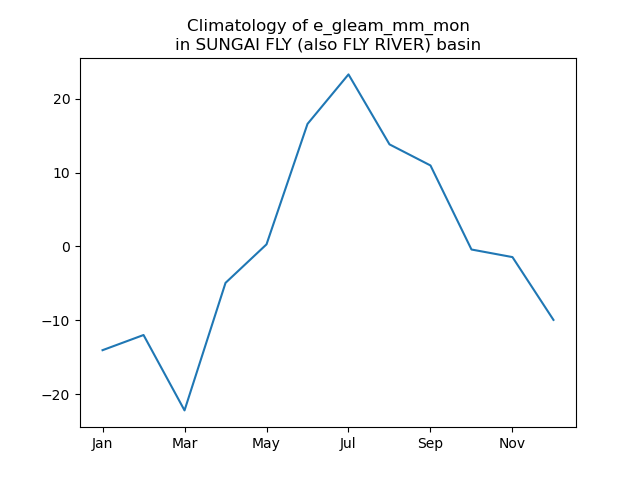 Climatology of e_gleam_mm_mon
in SUNGAI FLY (also FLY RIVER) basin
20
10
0
−10
−20
Jan Mar May Jul Sep Nov